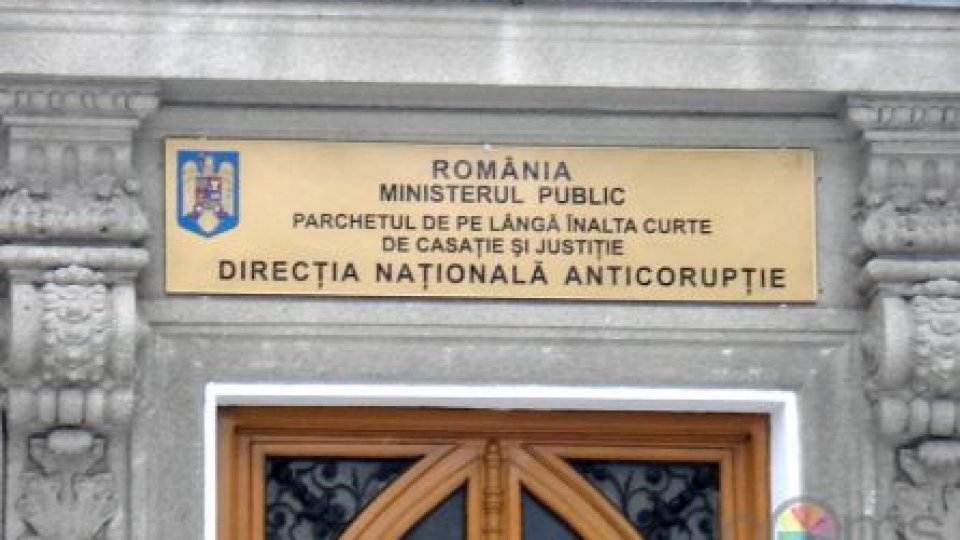 ROMÂNIA
MINISTERUL PUBLIC
PARCHETUL DE PE LÂNGĂ ÎNALTA CURTE
DE CASAȚIE ȘI JUSTIȚIE
DIRECȚIA NAȚIONALĂ ANTICORUPȚIE